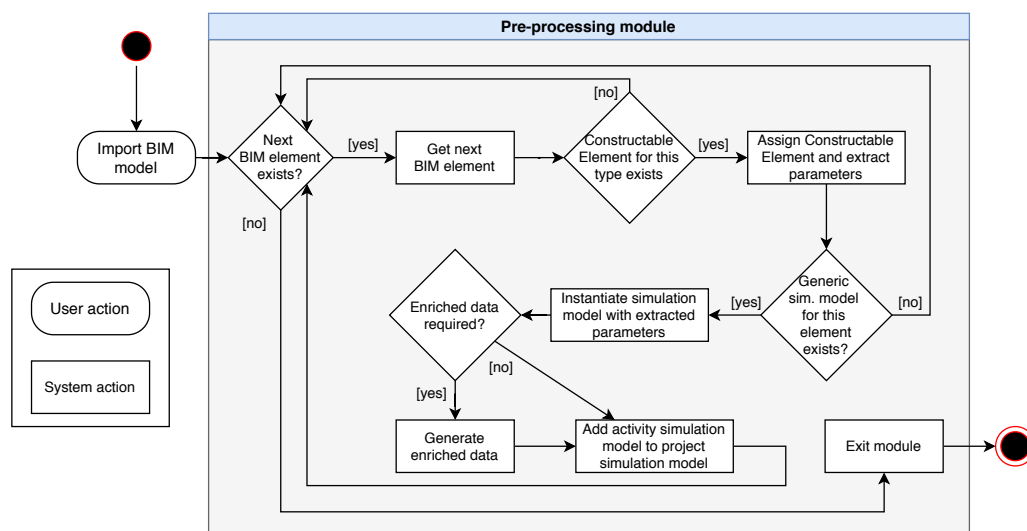 Pre-processing module
Import BIM
model
Next
BIM element
exists?
[yes]
[no]
Get next
BIM element
[no]
Constructable
Element for this
type exists
[yes]
Assign Constructable
Element and extract
parameters
Generic
sim. model
for this
element
exists?
[no]
[yes]
Instantiate simulation
model with extracted
parameters
Enriched data
required?
[no]
[yes]
Generate
enriched data
Add activity simulation
model to project
simulation model
Exit module
User action
System action